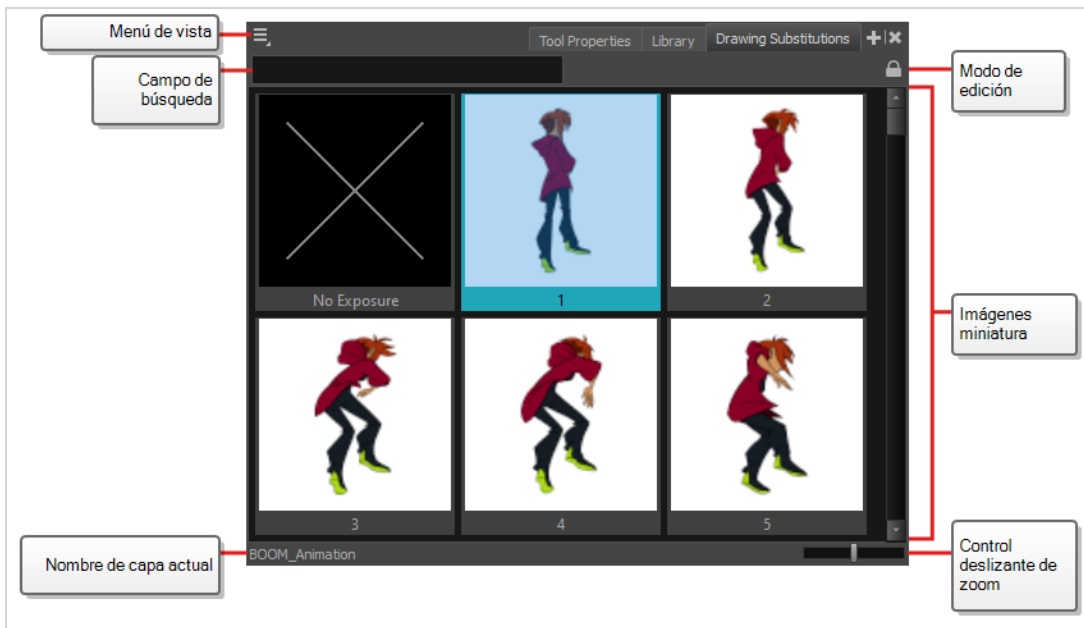 Menú de vista
Campo de
búsqueda
Tool Properties
Library
Drawing Substitutions
Modo de
edición
No Exposure
1
2
Imágenes
miniatura
3
4
5
Nombre de capa actual
BOOM_Animation
Control
deslizante de
zoom